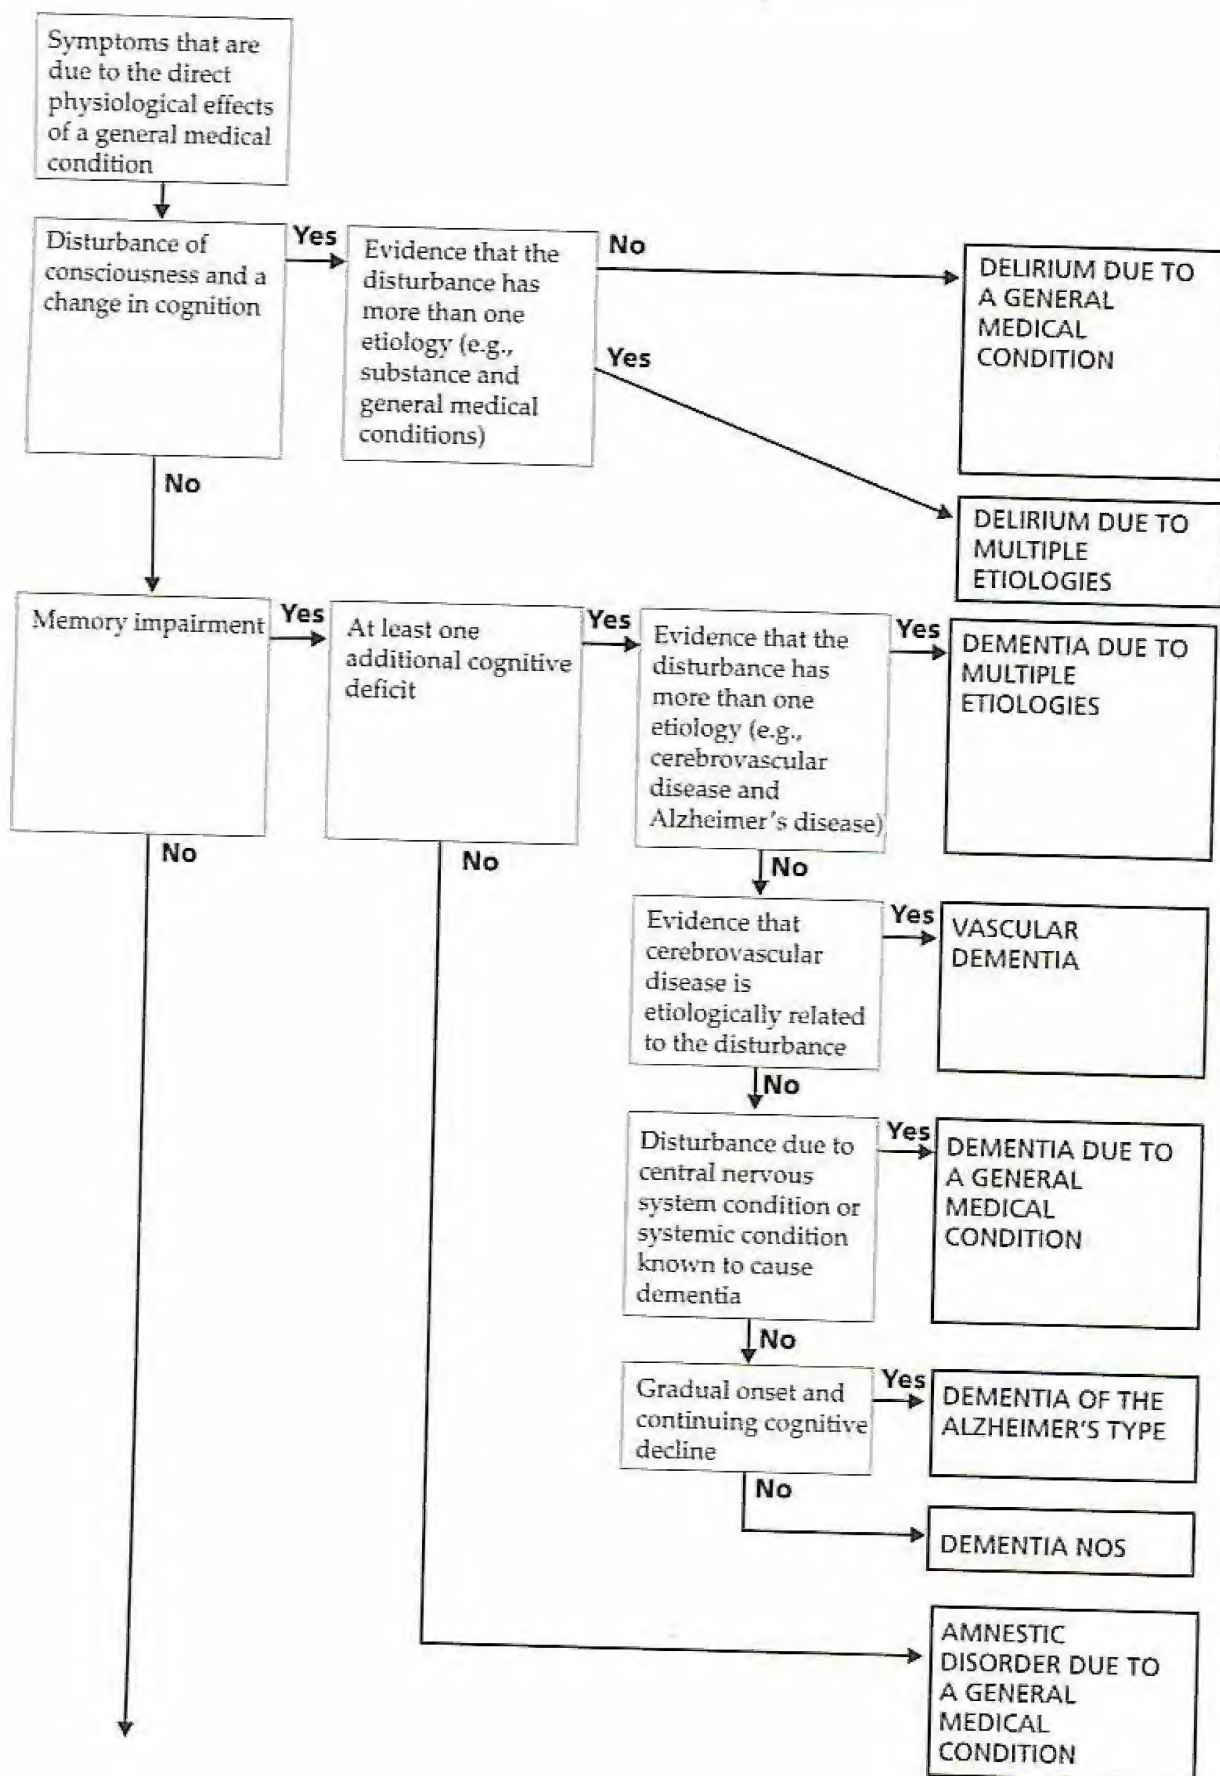 Symptoms that are
due to the direct
physiological effects
of a general medical
condition
Disturbance of
consciousness and a
change in cognition
Yes
Evidence that the
disturbance has
more than one
etiology (e.g.,
substance and
general medical
conditions)
No
DELIRIUM DUE TO
A GENERAL
MEDICAL
CONDITION
Yes
DELIRIUM DUE TO
MULTIPLE
ETIOLOGIES
No
Memory impairment
Yes
At least one
additional cognitive
deficit
Yes
Evidence that the
disturbance has
more than one
etiology (e.g.,
cerebrovascular
disease and
Alzheimer's disease)
Yes
DEMENTIA DUE TO
MULTIPLE
ETIOLOGIES
No
No
No
Evidence that
cerebrovascular
disease is
etiologically related
to the disturbance
Yes
VASCULAR
DEMENTIA
No
Disturbance due to
central nervous
system condition or
systemic condition
known to cause
dementia
Yes
DEMENTIA DUE TO
A GENERAL
MEDICAL
CONDITION
No
Gradual onset and
continuing cognitive
decline
Yes
DEMENTIA OF THE
ALZHEIMER'S TYPE
No
DEMENTIA NOS
AMNESTIC
DISORDER DUE TO
A GENERAL
MEDICAL
CONDITION